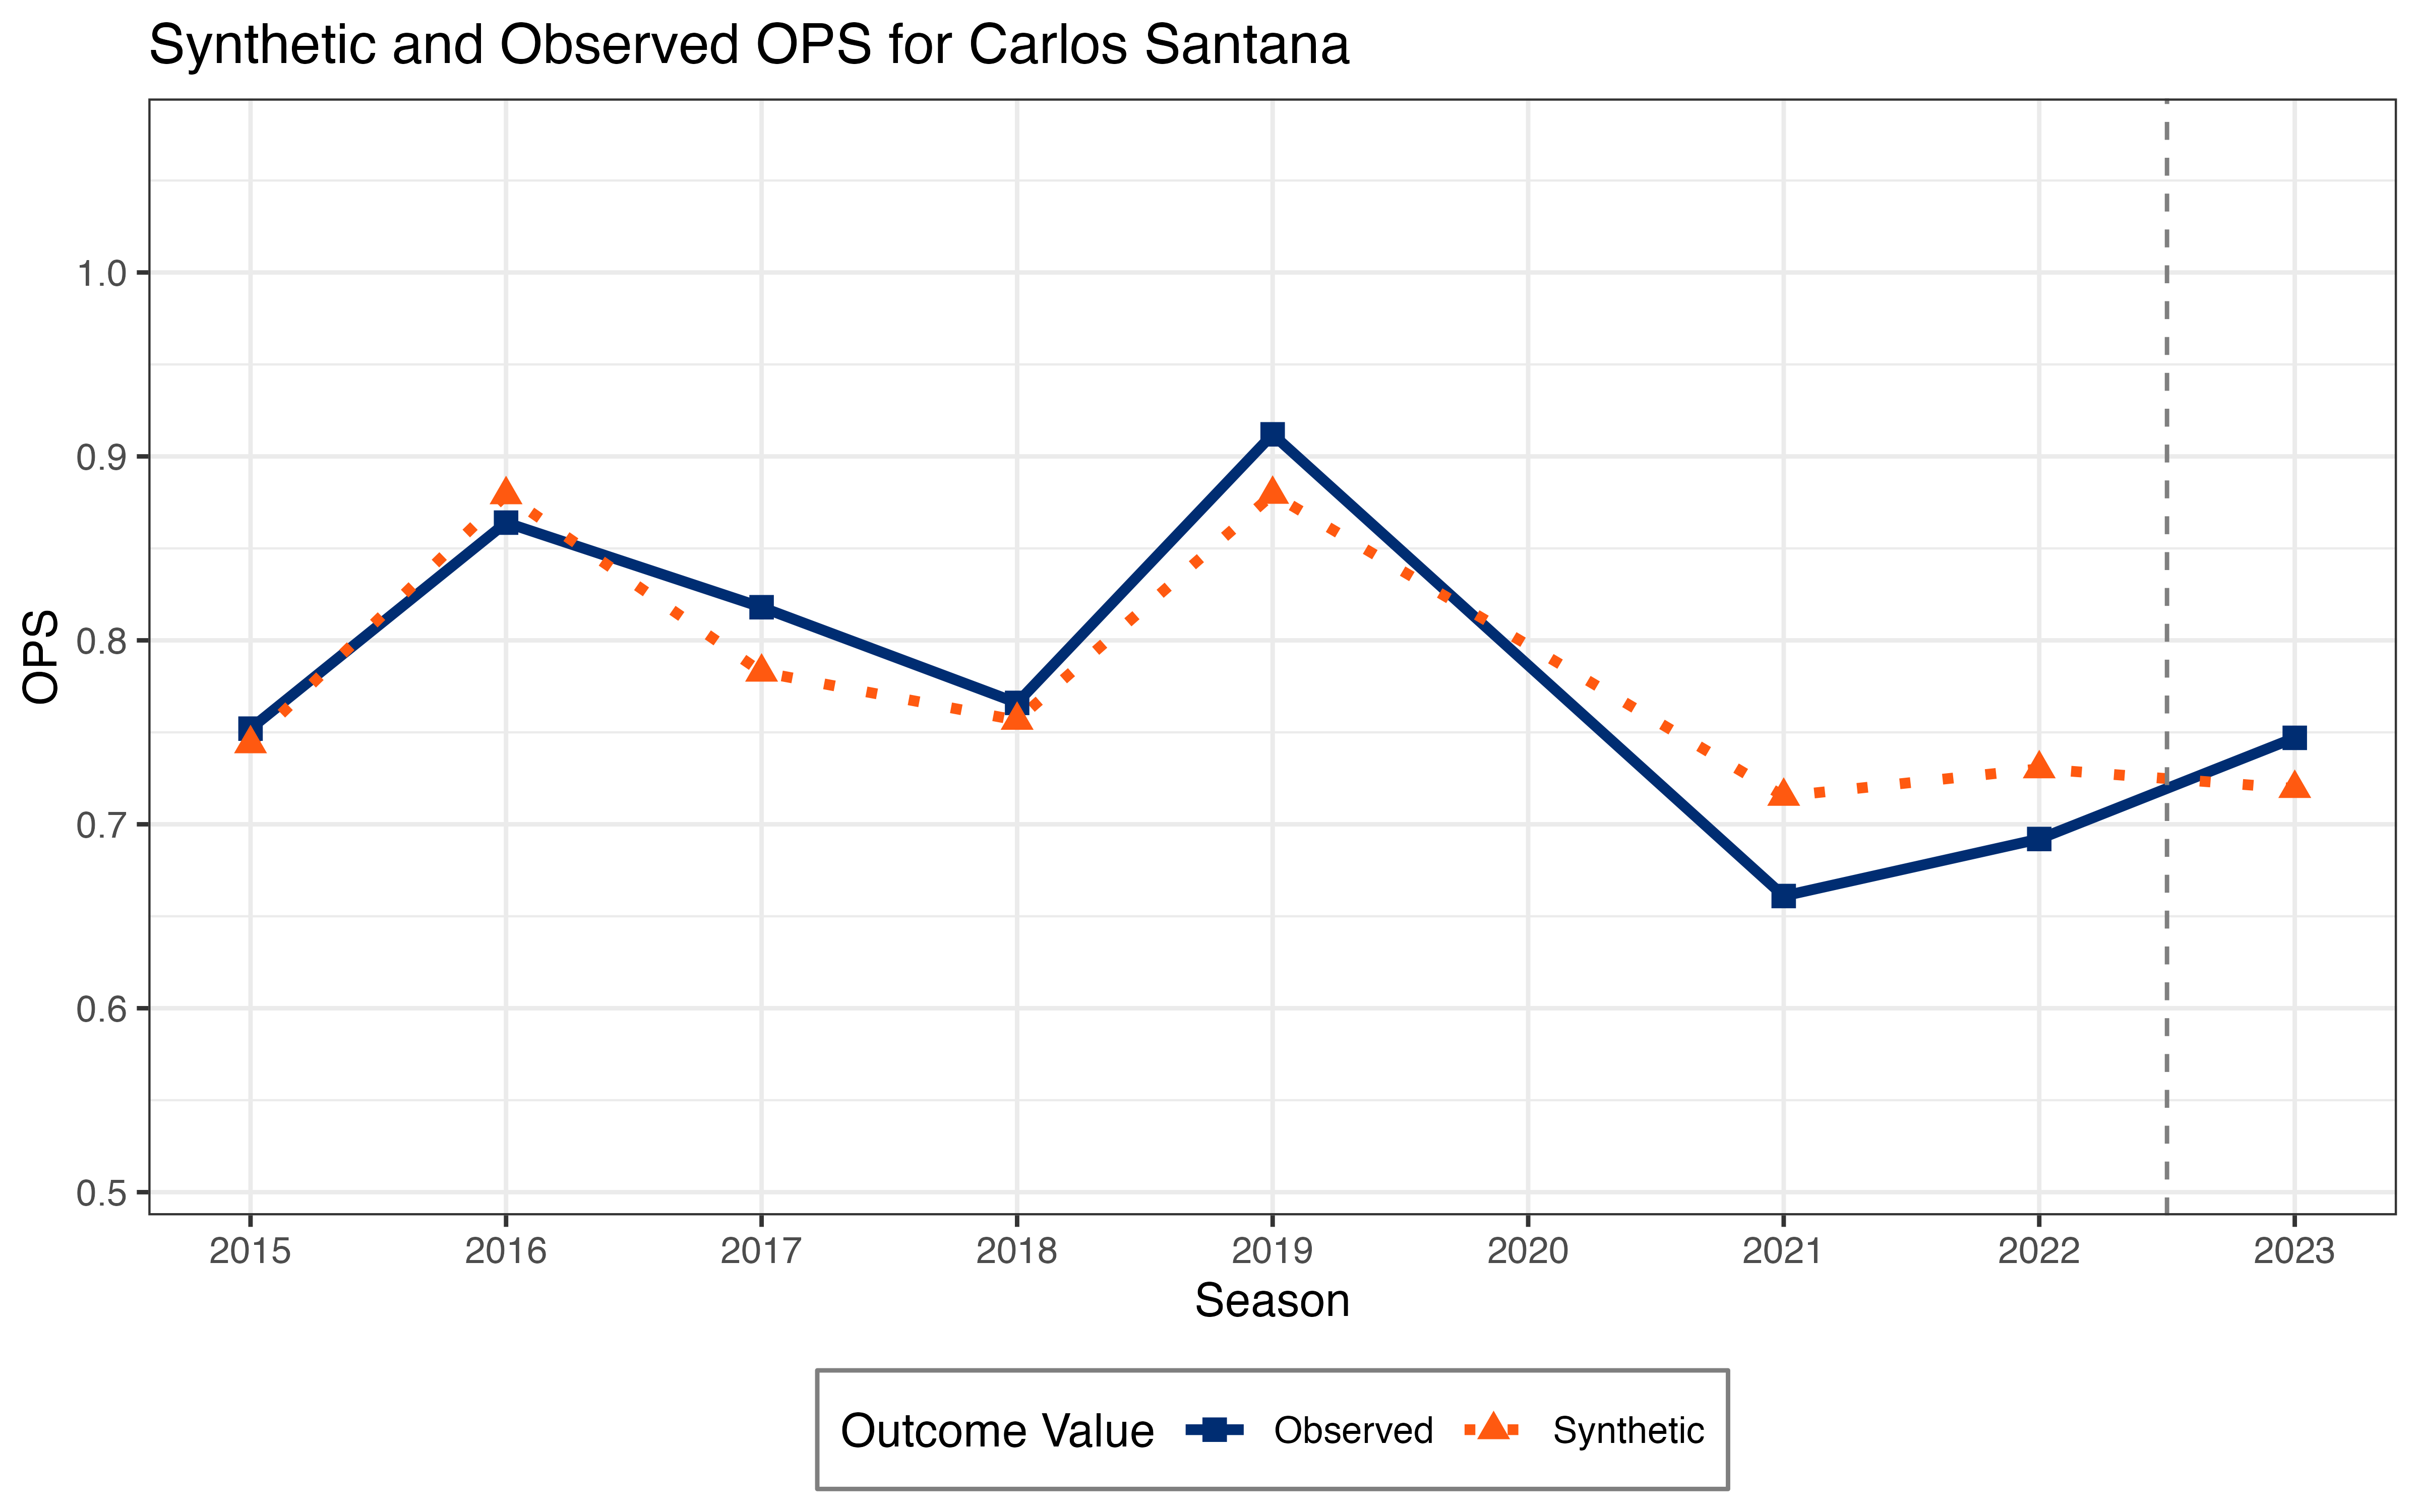 Synthetic and Observed OPS for Carlos Santana
OPS
1.0
0.9
0.8
0.7
0.6
0.5
2015 2016 2017 2018 2019 2020 2021 2022 2023
Season
Outcome Value Observed Synthetic